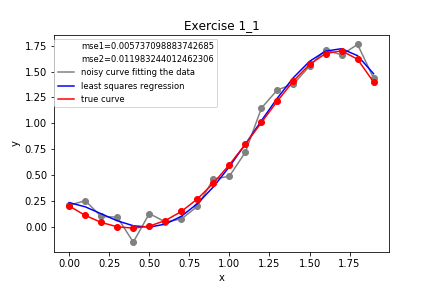 Exercise 1_1
mse1=0.005737098883742685
mse2=0.011983244012462306
noisy curve fitting the data
least squares regression
true curve
1.75
1.50
1.25
1.00
0.75
0.50
0.25
0.00
y
0.00 0.25 0.50 0.75 1.00 1.25 1.50 1.75
x